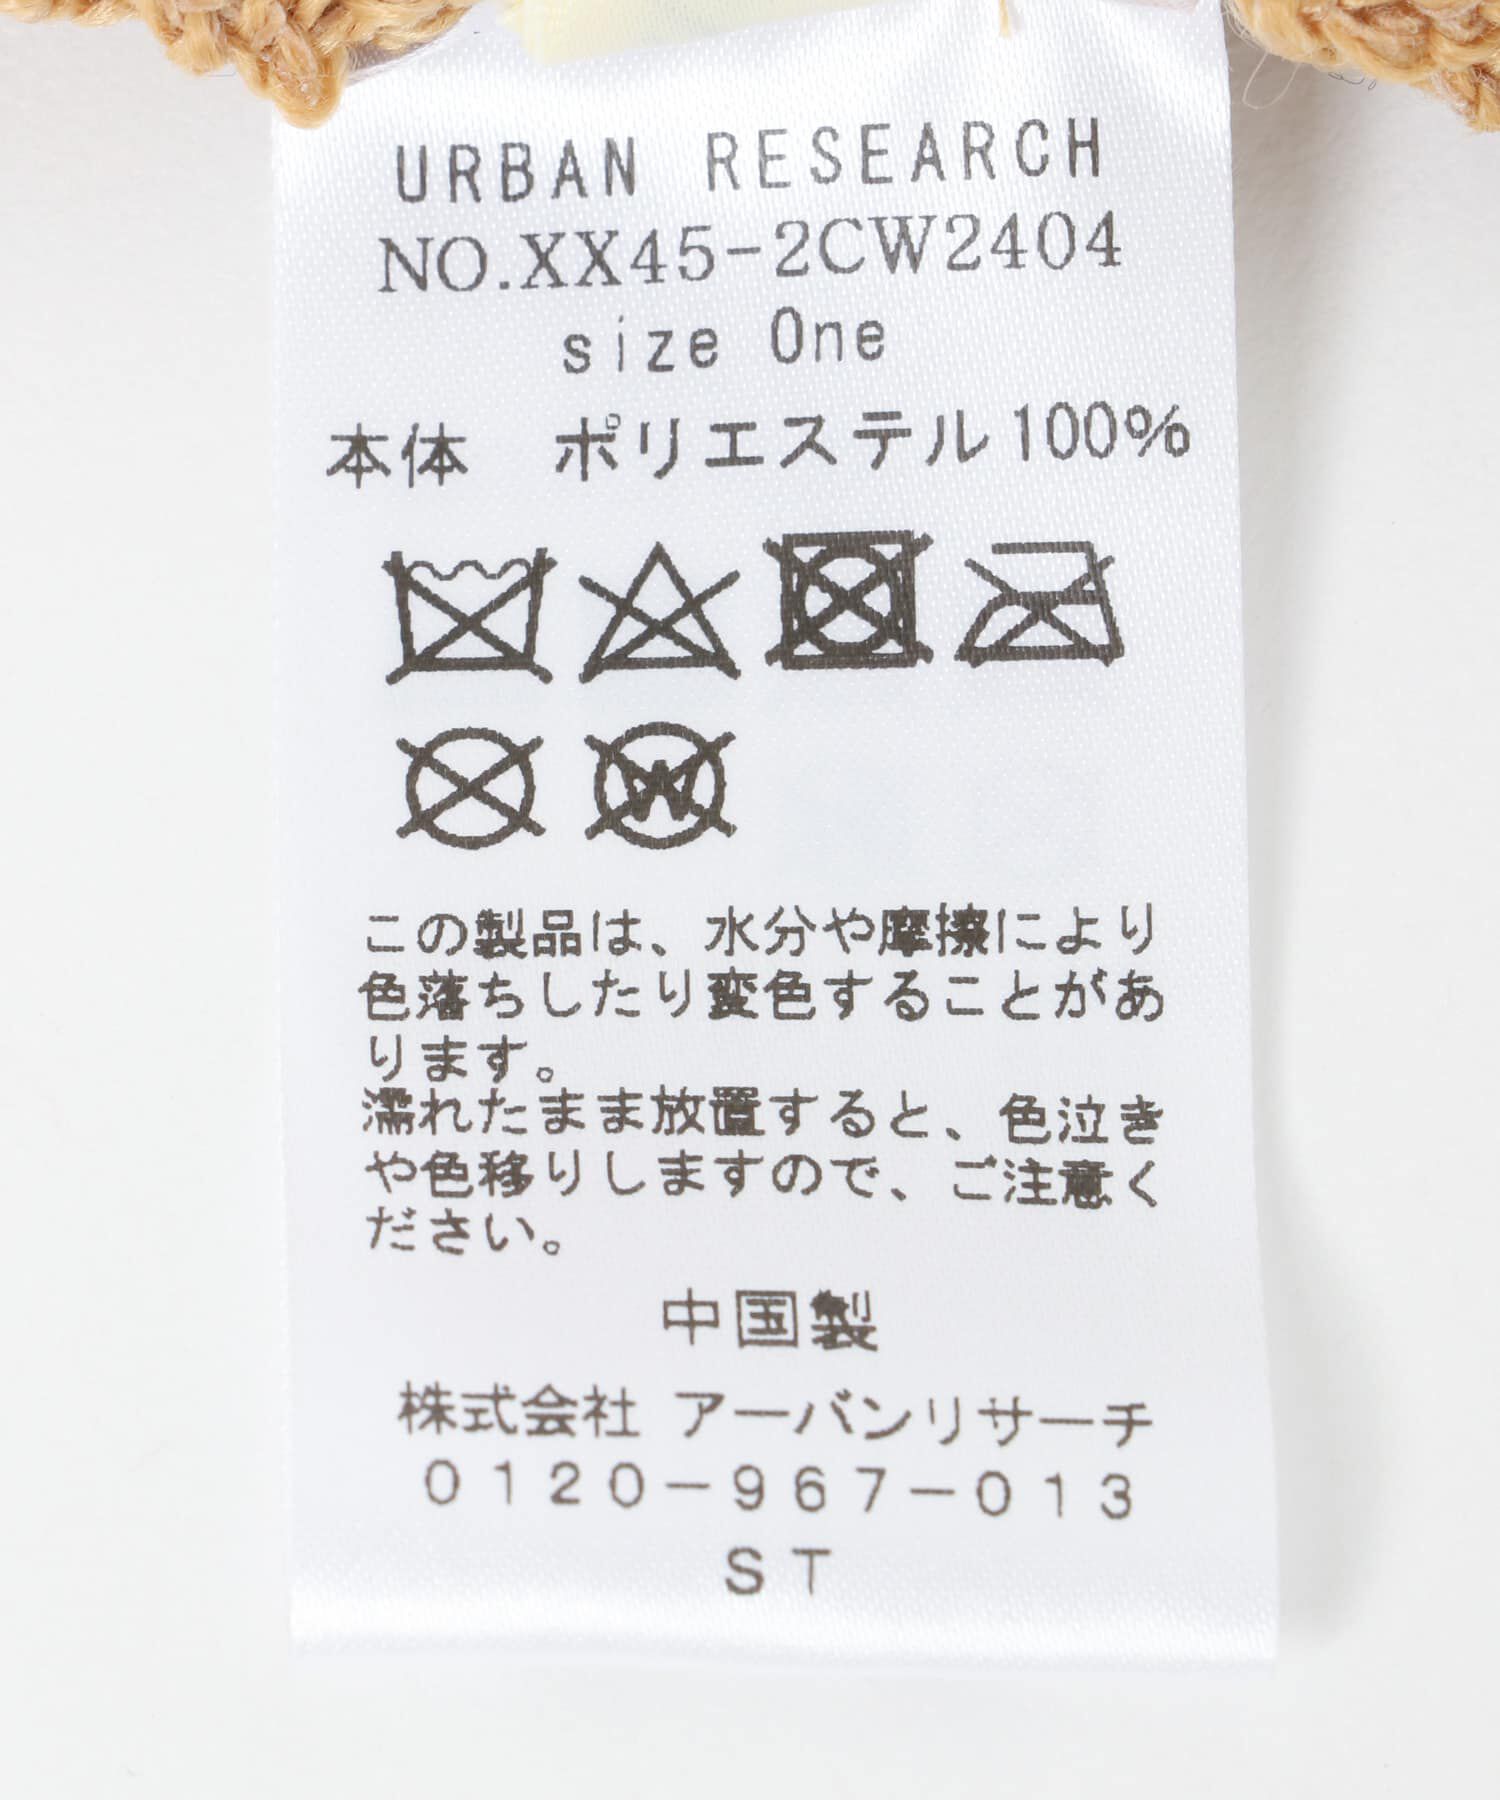 URBAN RESEARCH
NO.XX45-2CW2404
size One
本体 ポリエステル100%
W
この製品は、水分や摩擦により
色落ちしたり変色することがあ
ります。
濡れたまま放置すると、色泣き
や色移りしますので、ご注意く
ださい。
中国製
株式会社 アーバンリサーチ
0120-967-013
ST